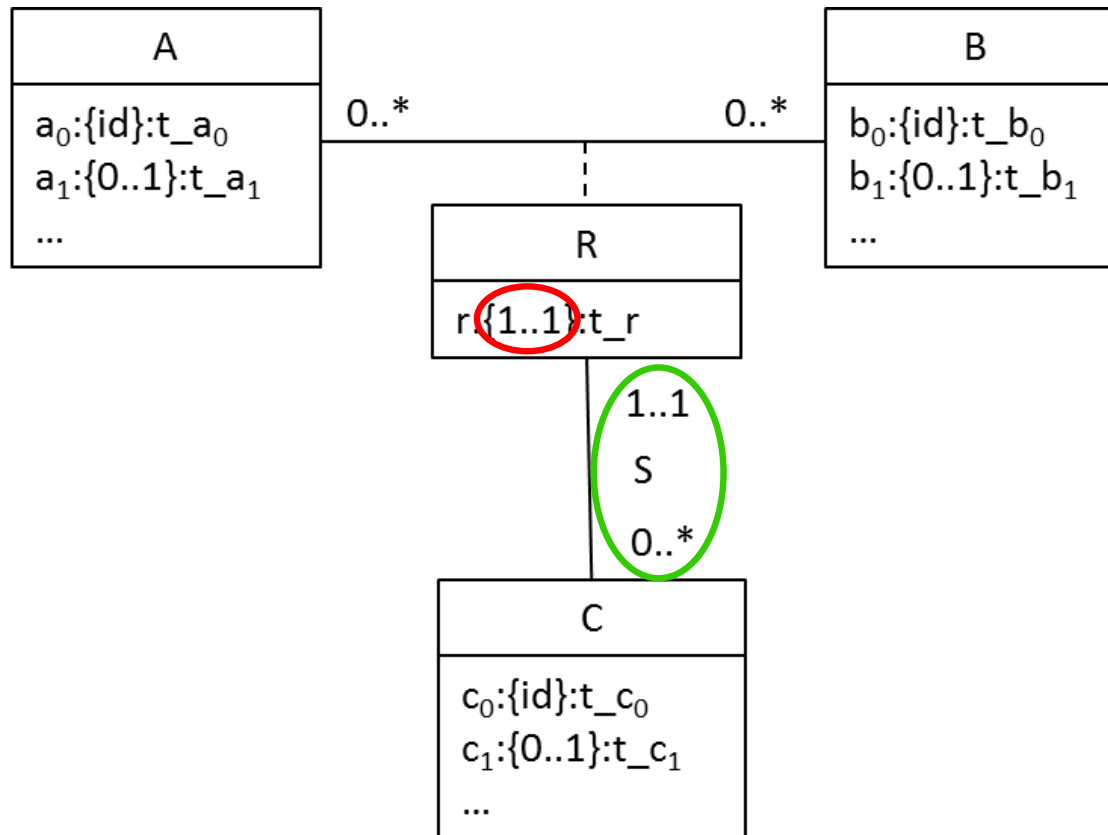 A
a₀:{id}:t_a₀
a₁:{0..1}:t_a₁
...
0..*
0..*
B
b₀:{id}:t_b₀
b₁:{0..1}:t_b₁
...
R
r:{1..1}:t_r
1..1
S
0..*
C
c₀:{id}:t_c₀
c₁:{0..1}:t_c₁
...